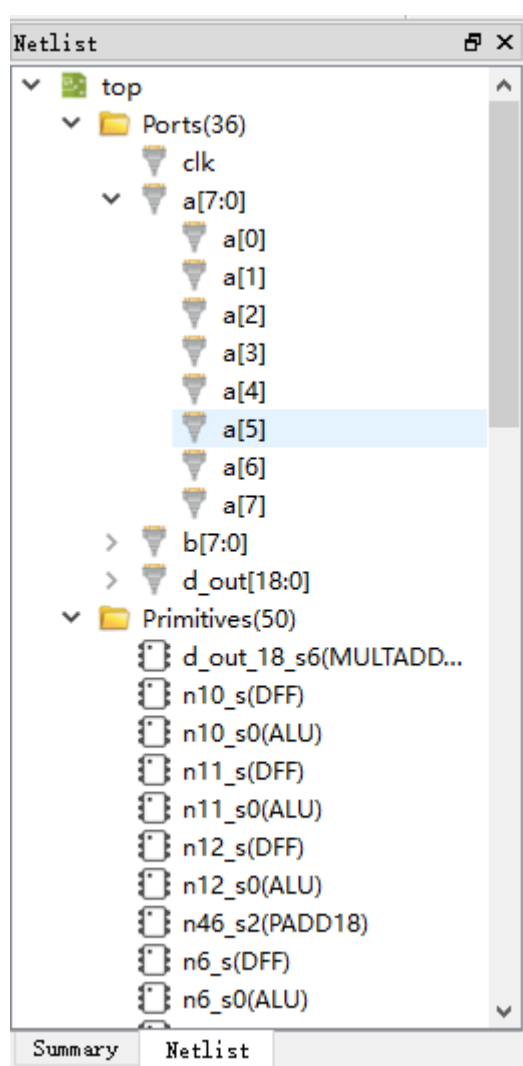 Netlist
top
Ports(36)
clk
a[7:0]
a[0]
a[1]
a[2]
a[3]
a[4]
a[5]
a[6]
a[7]
b[7:0]
d_out[18:0]
Primitives(50)
d_out_18_s6(MULTADD...
n10_s(DFF)
n10_s0(ALU)
n11_s(DFF)
n11_s0(ALU)
n12_s(DFF)
n12_s0(ALU)
n46_s2(PADD18)
n6_s(DFF)
n6_s0(ALU)
Summary Netlist